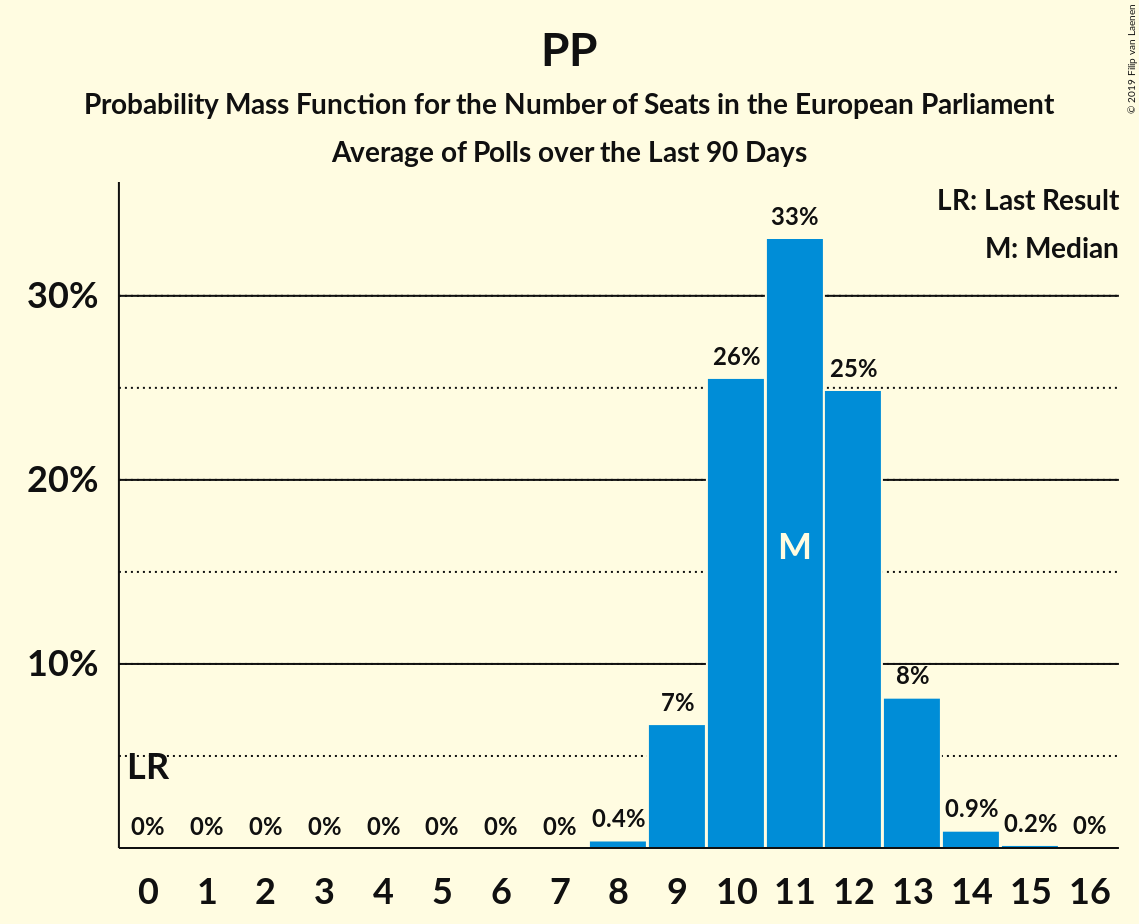 PP
Probability Mass Function for the Number of Seats in the European Parliament
Average of Polls over the Last 90 Days
© 2019 Filip van Laenen
LR: Last Result
M: Median
33%
30%
26%
25%
20%
M
10%
8%
7%
LR
0% 0% 0% 0% 0% 0% 0% 0% 0.4% 0.9% 0.2% 0%
0 1 2 3 4 5 6 7 8 9 10 11 12 13 14 15 16